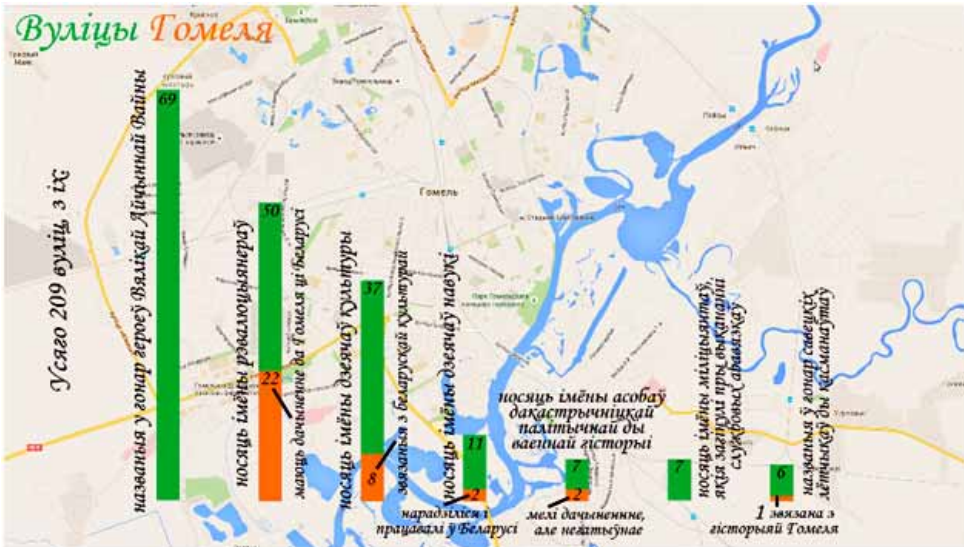 Вуліцы Гомеля
Усяго 209 вуліц, з іх:
69
названыя ў гонар герояў Вялікай Айчыннай Вайны
50
носяць імёны рэвалюцыянераў
22
маюць дачыненне да Гомеля ці Беларусі
37
носяць імёны дзеячаў культуры
8
звязаныя з беларускай культурай
11
носяць імёны дзеячаў навукі
2
нарадзіліся і
працавалі ў Беларусі
7
носяць імёны асобаў
дакастрычніцкай
палітычнай ды
ваеннай гісторыі
2
мелі дачыненнне,
але негатыўнае
7
носяць імёны міліцыянтаў,
якія загінулі пры выкананні
службовых абавязкаў
6
названыя ў гонар савецкіх
лётчыкаў ды касманаўтаў
1 звязана з
гісторыяй Гомеля
Гомель